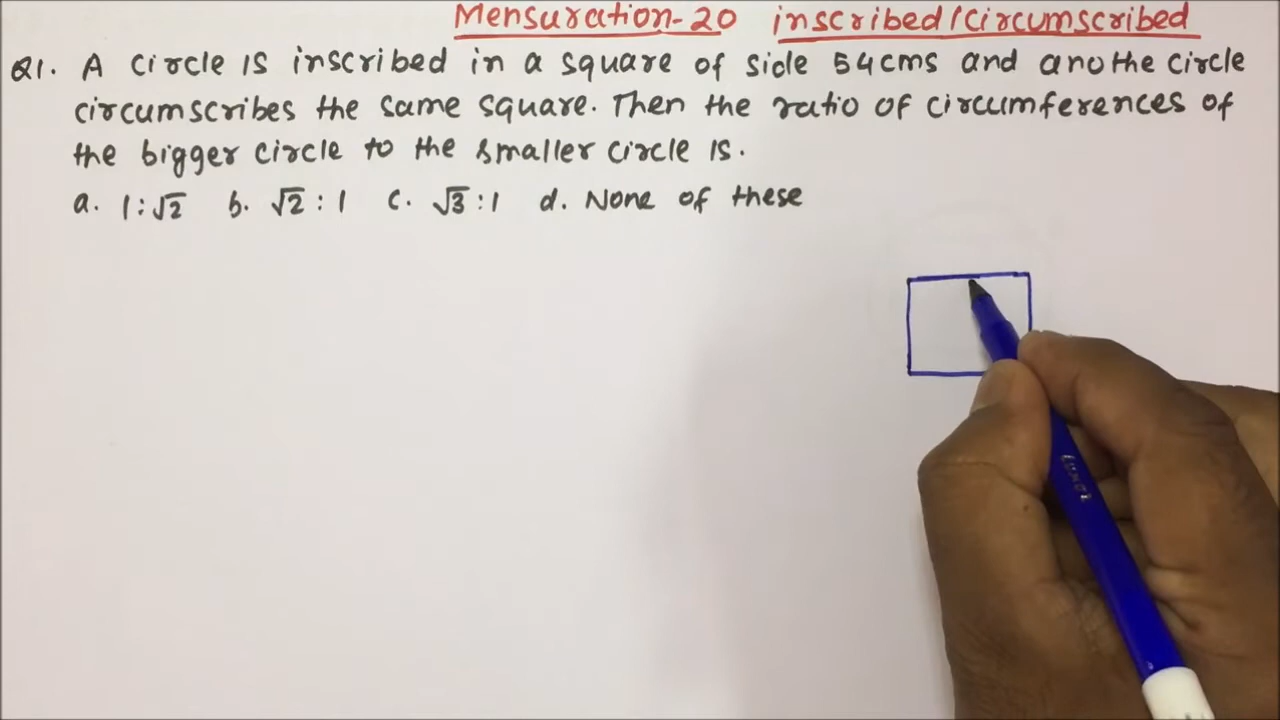 Mensuration-20 inscribed/circumscribed
Q1. A circle is inscribed in a square of side 54cms and anothe circle
circumscribes the same square. Then the ratio of circumferences of
the bigger circle to the smaller circle is.
a. 1:√2 b. √2:1 c. √3:1 d. None of these